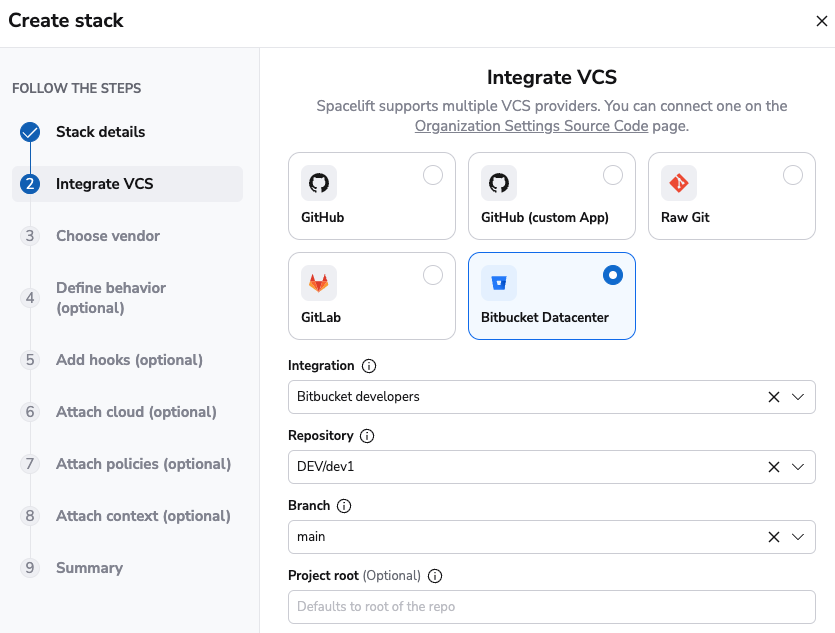 Create stack
FOLLOW THE STEPS
Stack details
2 Integrate VCS
3 Choose vendor
4 Define behavior
(optional)
5 Add hooks (optional)
6 Attach cloud (optional)
7 Attach policies (optional)
8 Attach context (optional)
9 Summary
Integrate VCS
Spacelift supports multiple VCS providers. You can connect one on the
Organization Settings Source Code page.
GitHub
GitHub (custom App)
Raw Git
GitLab
Bitbucket Datacenter
Integration
Bitbucket developers
Repository
DEV/dev1
Branch
main
Project root (Optional)
Defaults to root of the repo